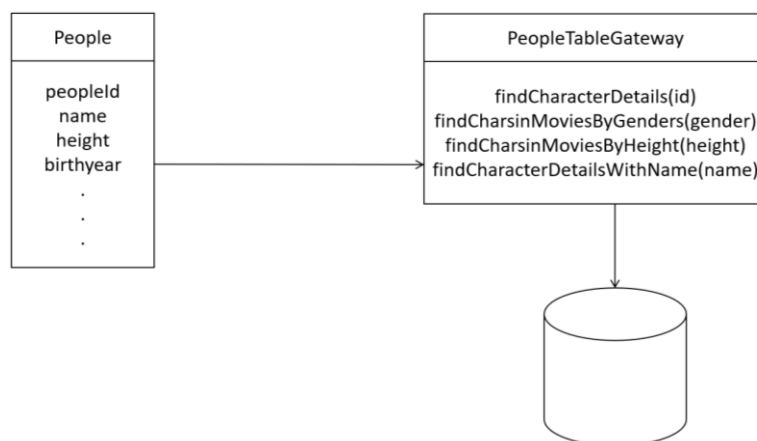 People
peopleId
name
height
birthyear
.
.
.
PeopleTableGateway
findCharacterDetails(id)
findCharsinMoviesByGenders(gender)
findCharsinMoviesByHeight(height)
findCharacterDetailsWithName(name)